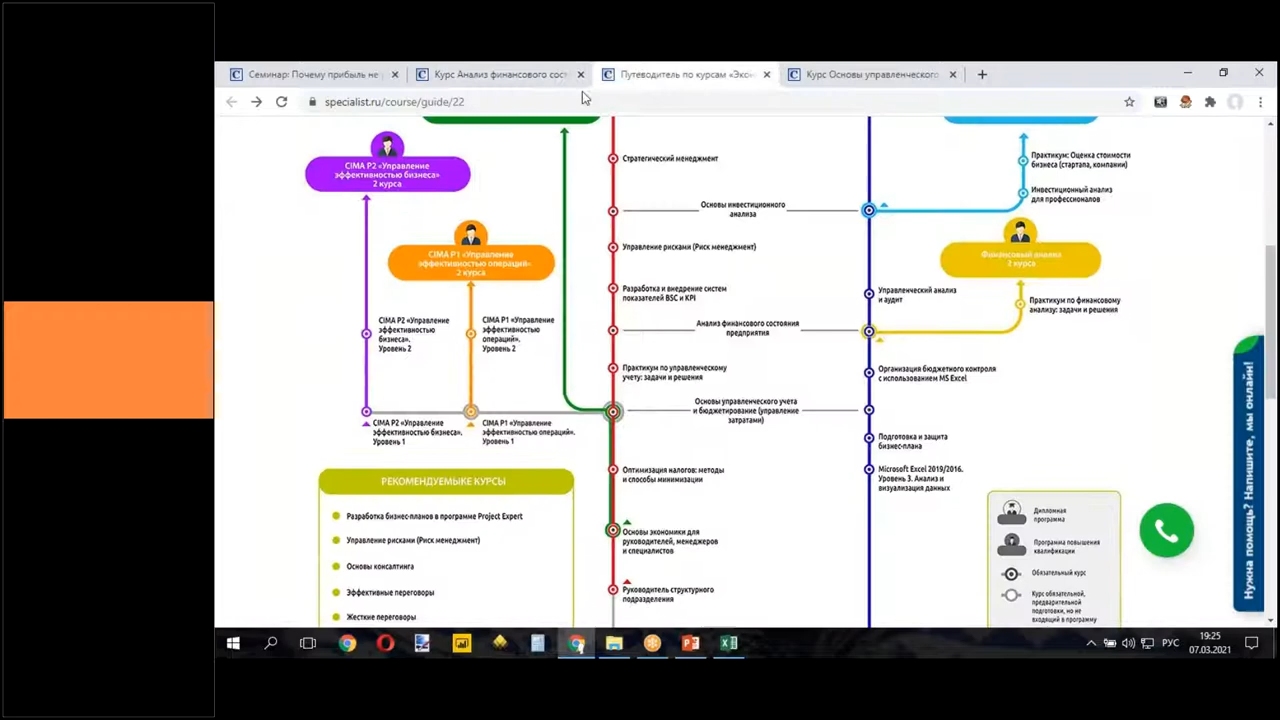 Семинар: Почему прибыль не
Курс Анализ финансового сост
Путеводитель по курсам «Экон
Курс Основы управленческого
specialist.ru/course/guide/22
CIMA P2 «Управление
эффективностью бизнеса»
2 курса
CIMA P1 «Управление
эффективностью операций»
2 курса
Стратегический менеджмент
Основы инвестиционного
анализа
Управление рисками (Риск менеджмент)
Разработка и внедрение систем
показателей BSC и KPI
Анализ финансового состояния
предприятия
Практикум по управленческому
учету: задачи и решения
Основы управленческого учета
и бюджетирование (управление
затратами)
Оптимизация налогов: методы
и способы минимизации
Основы экономики для
руководителей, менеджеров
и специалистов
Руководитель структурного
подразделения
Практикум: Оценка стоимости
бизнеса (стартапа, компании)
Инвестиционный анализ
для профессионалов
Финансовый анализ
2 курса
Управленческий анализ
и аудит
Практикум по финансовому
анализу: задачи и решения
Организация бюджетного контроля
с использованием MS Excel
Подготовка и защита
бизнес-плана
Microsoft Excel 2019/2016.
Уровень 3. Анализ и
визуализация данных
CIMA P2 «Управление
эффективностью
бизнеса».
Уровень 2
CIMA P1 «Управление
эффективностью
операций».
Уровень 2
CIMA P2 «Управление
эффективностью бизнеса».
Уровень 1
CIMA P1 «Управление
эффективностью операций».
Уровень 1
РЕКОМЕНДУЕМЫКЕ КУРСЫ
Разработка бизнес-планов в программе Project Expert
Управление рисками (Риск менеджмент)
Основы консалтинга
Эффективные переговоры
Жесткие переговоры
Дипломная
программа
Программа повышения
квалификации
Обязательный курс
Курс обязательной,
предварительной
подготовки, но не
входящий в программу
Нужна помощь? Напишите, мы онлайн!
РУС
19:25
07.03.2021